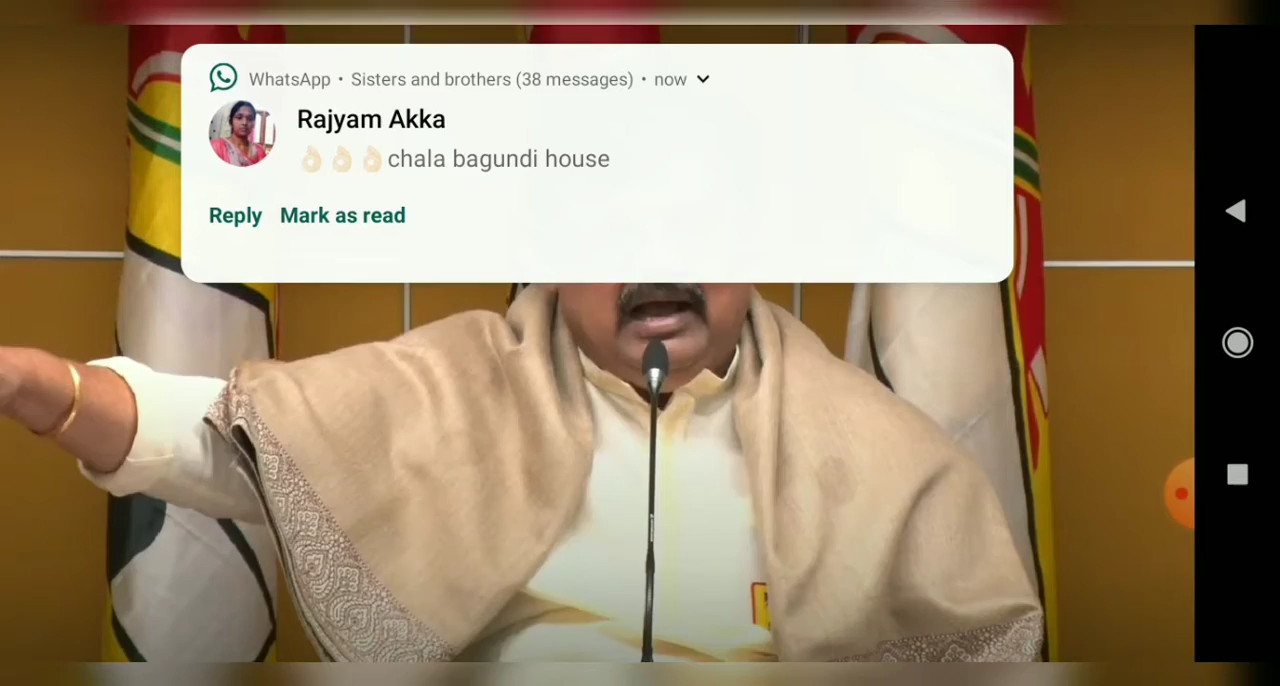 WhatsApp • Sisters and brothers (38 messages) • now
Rajyam Akka
👌🏻👌🏻👌🏻chala bagundi house
Reply Mark as read